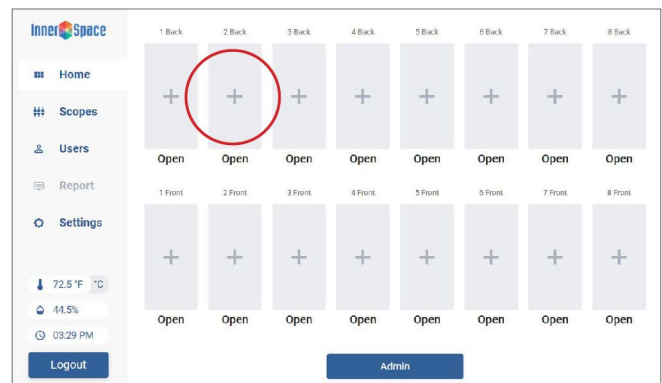 InnerSpace
1 Back 2 Back 3 Back 4 Back 5 Back 6 Back 7 Back 8 Back
Home
Scopes
Users
Open Open Open Open Open Open Open Open
Report
1 Front 2 Front 3 Front 4 Front 5 Front 6 Front 7 Front 8 Front
Settings
72.5 °F °C
44.5%
Open Open Open Open Open Open Open Open
03:29 PM
Logout
Admin